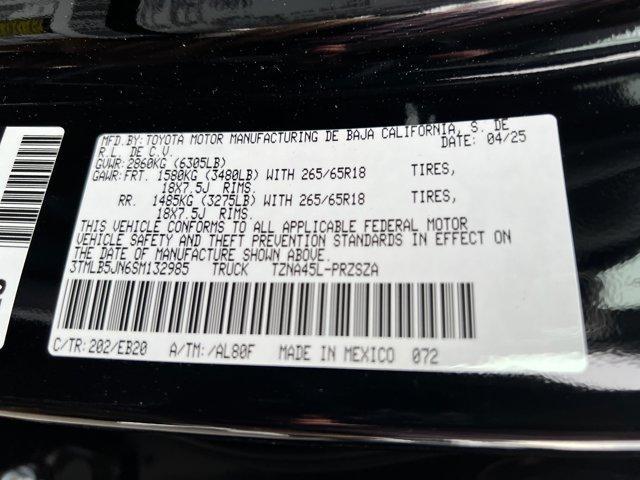 MFD.BY:TOYOTA MOTOR MANUFACTURING DE BAJA CALIFORNIA, S. DE
R.L. DE C.V. DATE: 04/25
GVWR: 2860KG (6305LB)
GAWR:FRT. 1580KG (3480LB) WITH 265/65R18 TIRES,
18X7.5J RIMS.
RR. 1485KG (3275LB) WITH 265/65R18 TIRES,
18X7.5J RIMS.
THIS VEHICLE CONFORMS TO ALL APPLICABLE FEDERAL MOTOR
VEHICLE SAFETY AND THEFT PREVENTION STANDARDS IN EFFECT ON
THE DATE OF MANUFACTURE SHOWN ABOVE.
3TMLB5JN6SM132985 TRUCK TZNA45L-PRZSZA
C/TR:202/EB20 A/TM:/AL80F MADE IN MEXICO 072